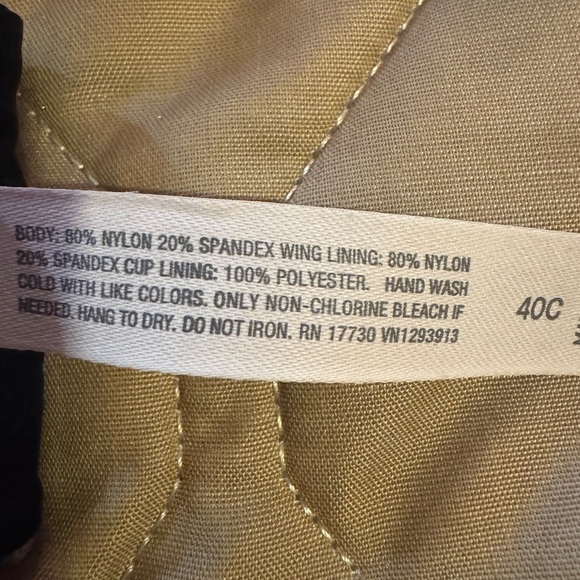 BODY: 80% NYLON 20% SPANDEX WING LINING: 80% NYLON
20% SPANDEX CUP LINING: 100% POLYESTER. HAND WASH
COLD WITH LIKE COLORS. ONLY NON-CHLORINE BLEACH IF
NEEDED. HANG TO DRY. DO NOT IRON. RN 17730 VN1293913
40C